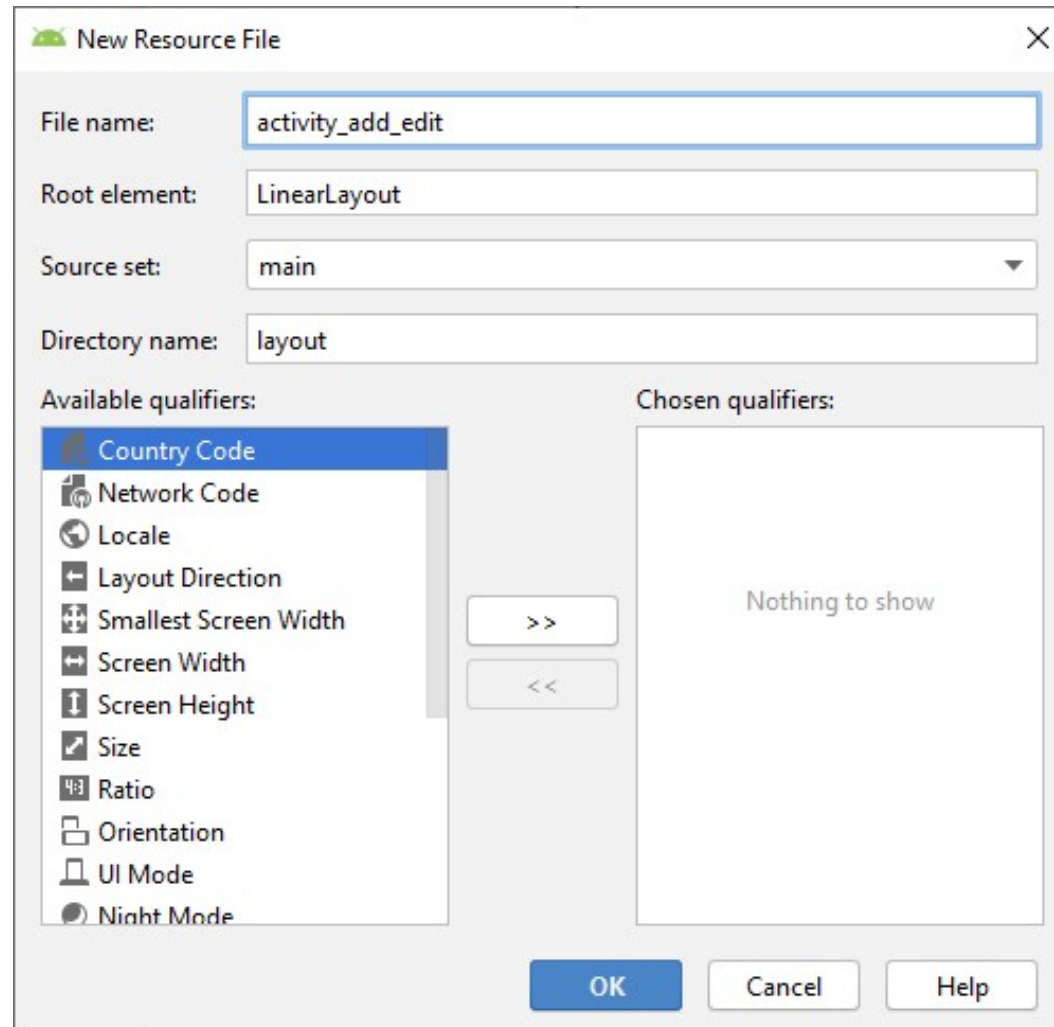 New Resource File
File name: activity_add_edit
Root element: LinearLayout
Source set: main
Directory name: layout
Available qualifiers:
Chosen qualifiers:
Country Code
Network Code
Locale
Layout Direction
Smallest Screen Width
Screen Width
Screen Height
Size
4:3 Ratio
Orientation
UI Mode
Night Mode
>>
<<
Nothing to show
OK Cancel Help